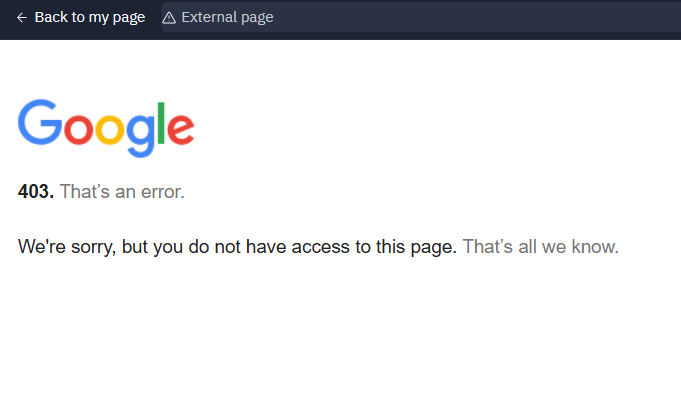 ← Back to my page External page
Google
403. That’s an error.
We're sorry, but you do not have access to this page. That’s all we know.